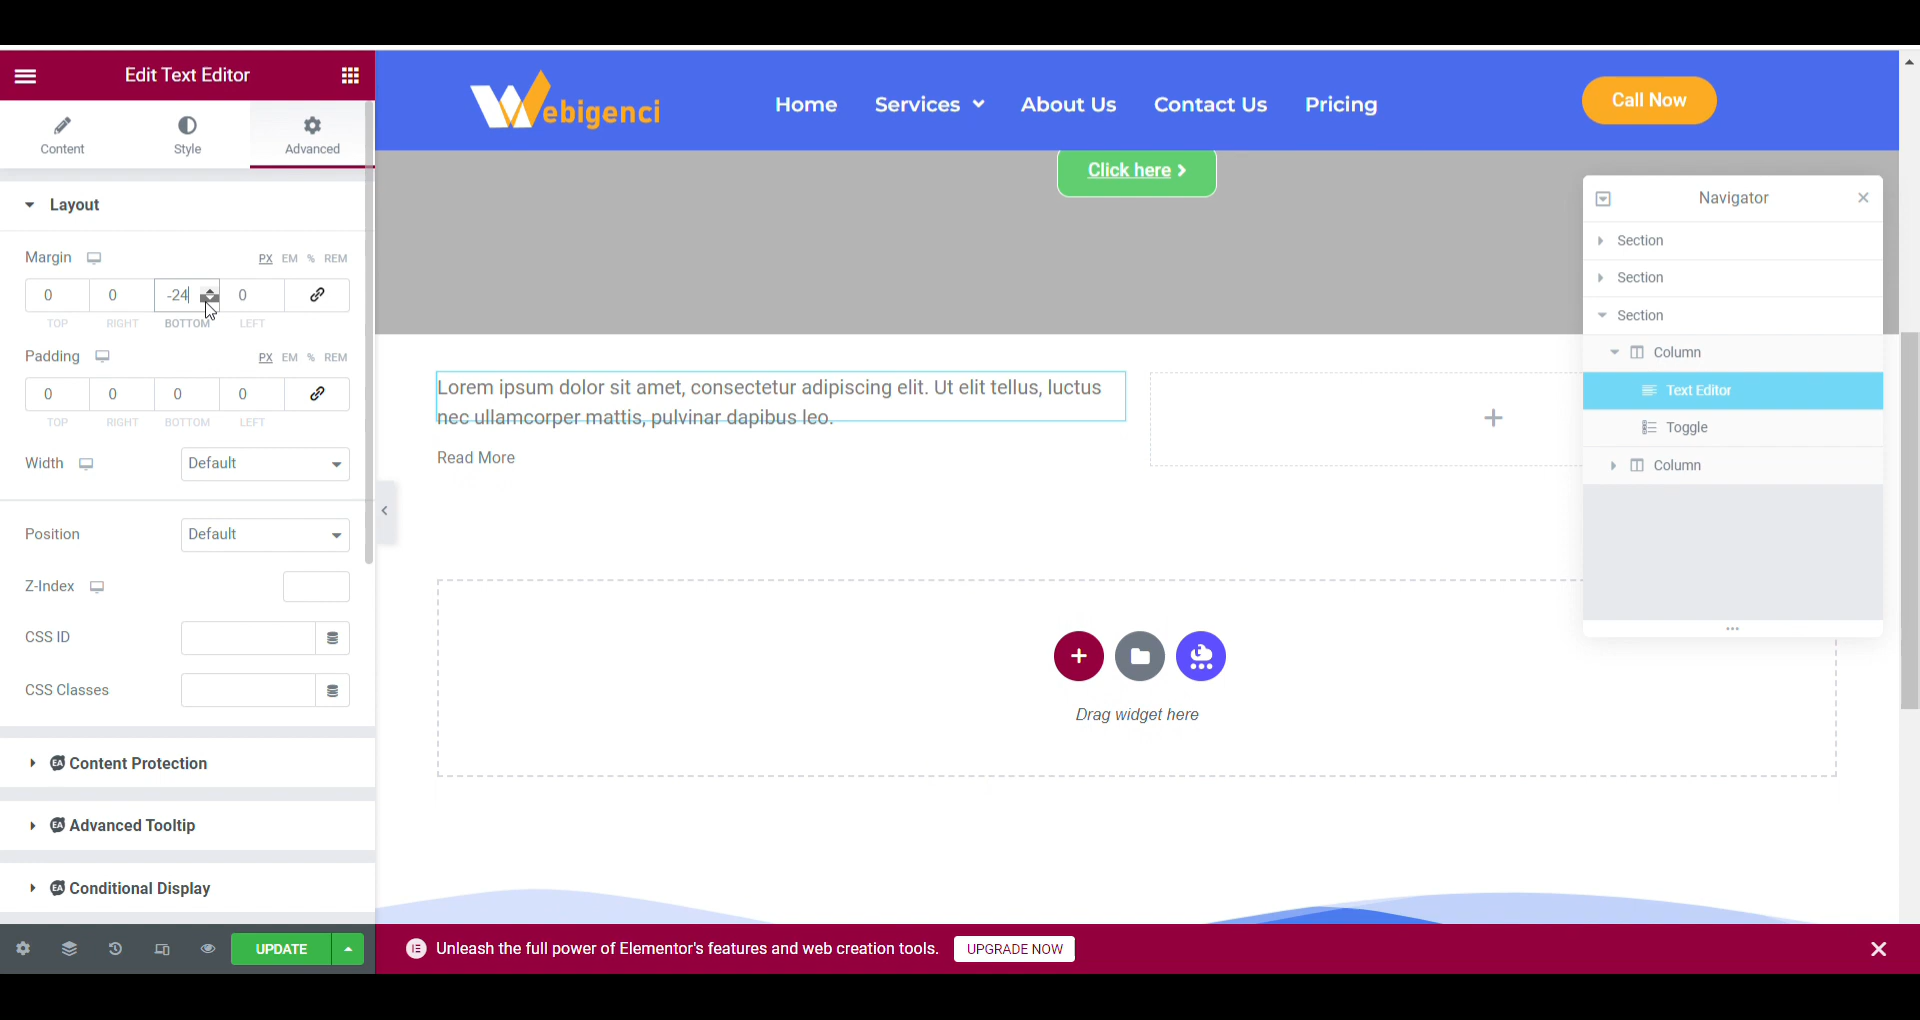 Edit Text Editor
Content
Style
Advanced
Layout
Margin
PX EM % REM
0 0 -24 0
TOP RIGHT BOTTOM LEFT
Padding
PX EM % REM
0 0 0 0
TOP RIGHT BOTTOM LEFT
Width
Default
Position
Default
Z-Index
CSS ID
CSS Classes
EA Content Protection
EA Advanced Tooltip
EA Conditional Display
UPDATE
Webigenci
Home
Services
About Us
Contact Us
Pricing
Call Now
Click here
Lorem ipsum dolor sit amet, consectetur adipiscing elit. Ut elit tellus, luctus
nec ullamcorper mattis, pulvinar dapibus leo.
Read More
Drag widget here
Navigator
Section
Section
Section
Column
Text Editor
Toggle
Column
Unleash the full power of Elementor's features and web creation tools.
UPGRADE NOW